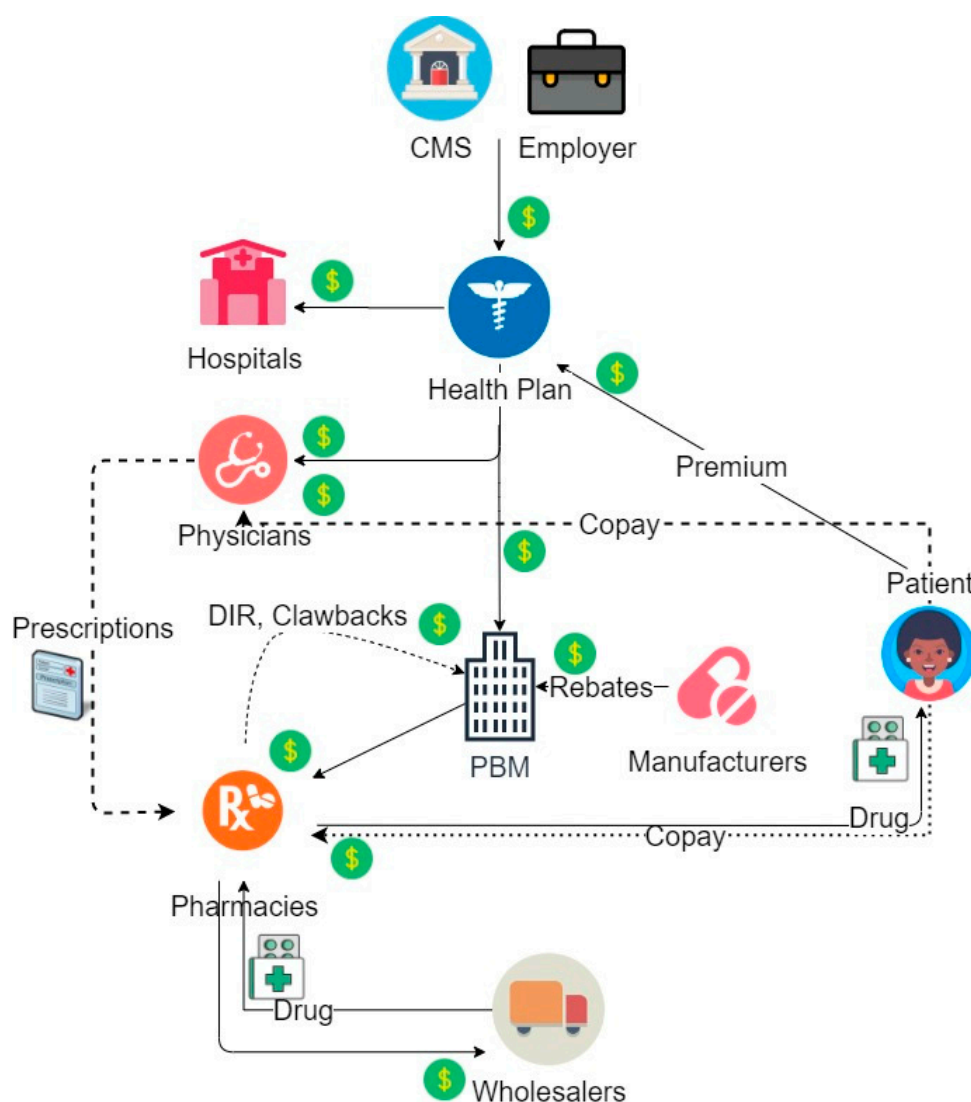 CMS
Employer
Hospitals
Health Plan
Premium
Physicians
Copay
Patient
Prescriptions
DIR, Clawbacks
Rebates
PBM
Manufacturers
Rx
Drug
Copay
Pharmacies
Drug
Wholesalers